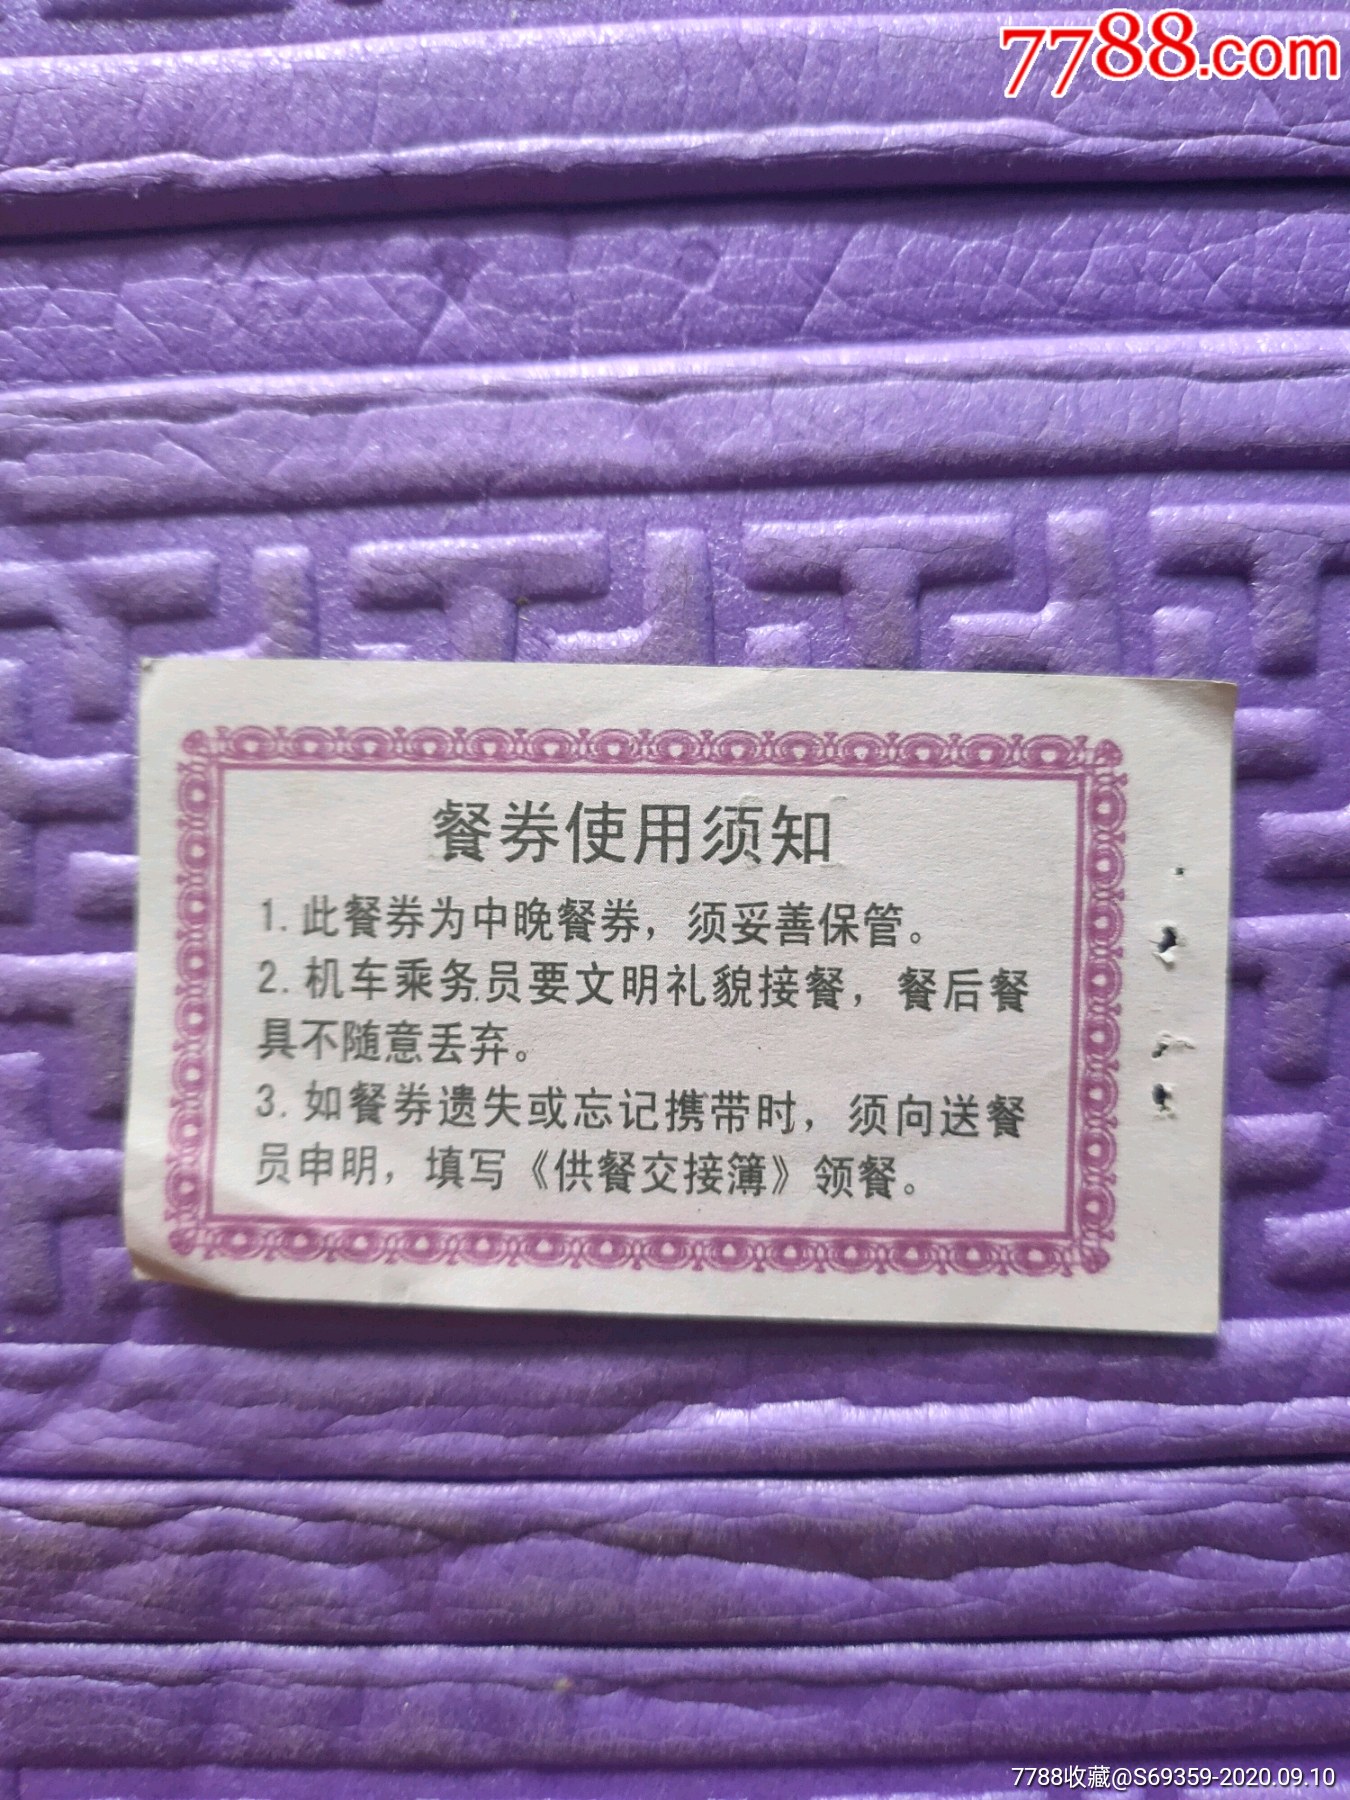 7788.com
餐券使用须知
1. 此餐券为中晚餐券，须妥善保管。
2. 机车乘务员要文明礼貌接餐，餐后餐
具不随意丢弃。
3. 如餐券遗失或忘记携带时，须向送餐
员申明，填写《供餐交接簿》领餐。
7788收藏@S69359-2020.09.10